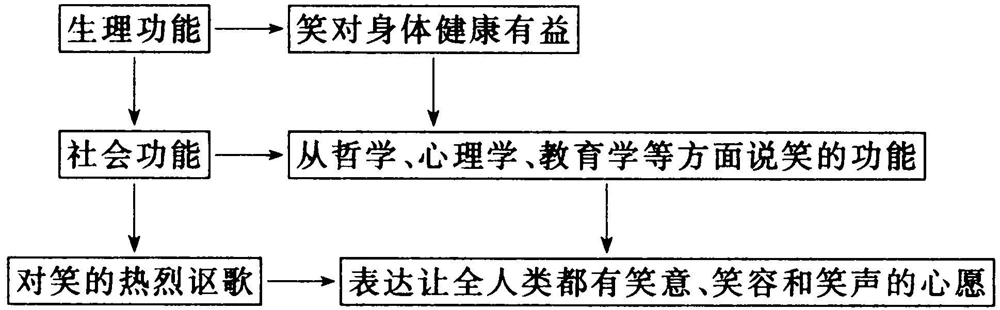 生理功能
笑对身体健康有益
社会功能
从哲学、心理学、教育学等方面说笑的功能
对笑的热烈讴歌
表达让全人类都有笑意、笑容和笑声的心愿